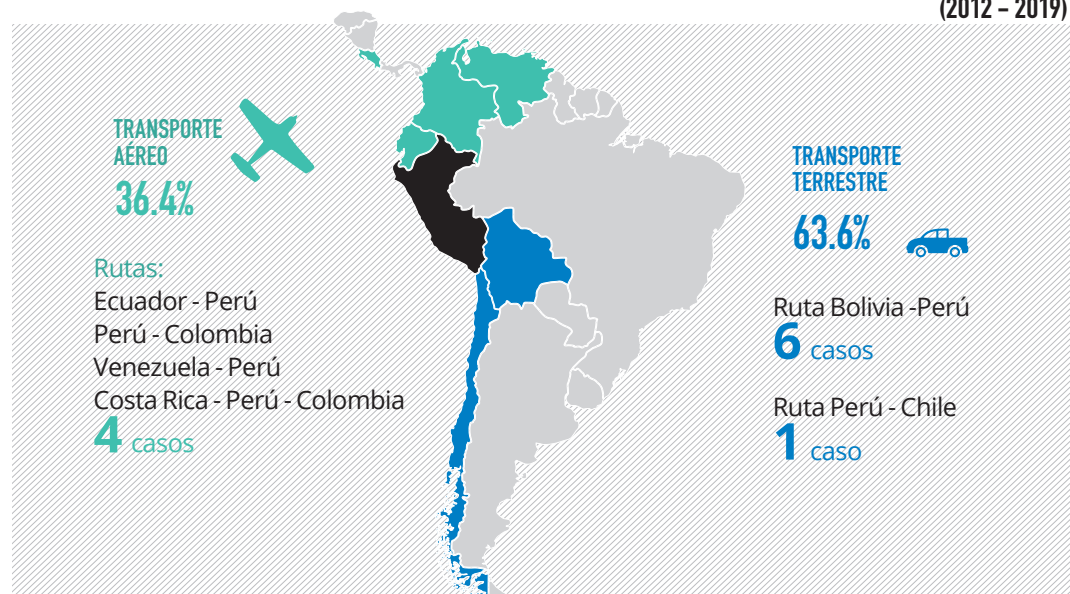 (2012 – 2019)
TRANSPORTE
AÉREO
36.4%
Rutas:
Ecuador - Perú
Perú - Colombia
Venezuela - Perú
Costa Rica - Perú - Colombia
4 casos
TRANSPORTE
TERRESTRE
63.6%
Ruta Bolivia -Perú
6 casos
Ruta Perú - Chile
1 caso